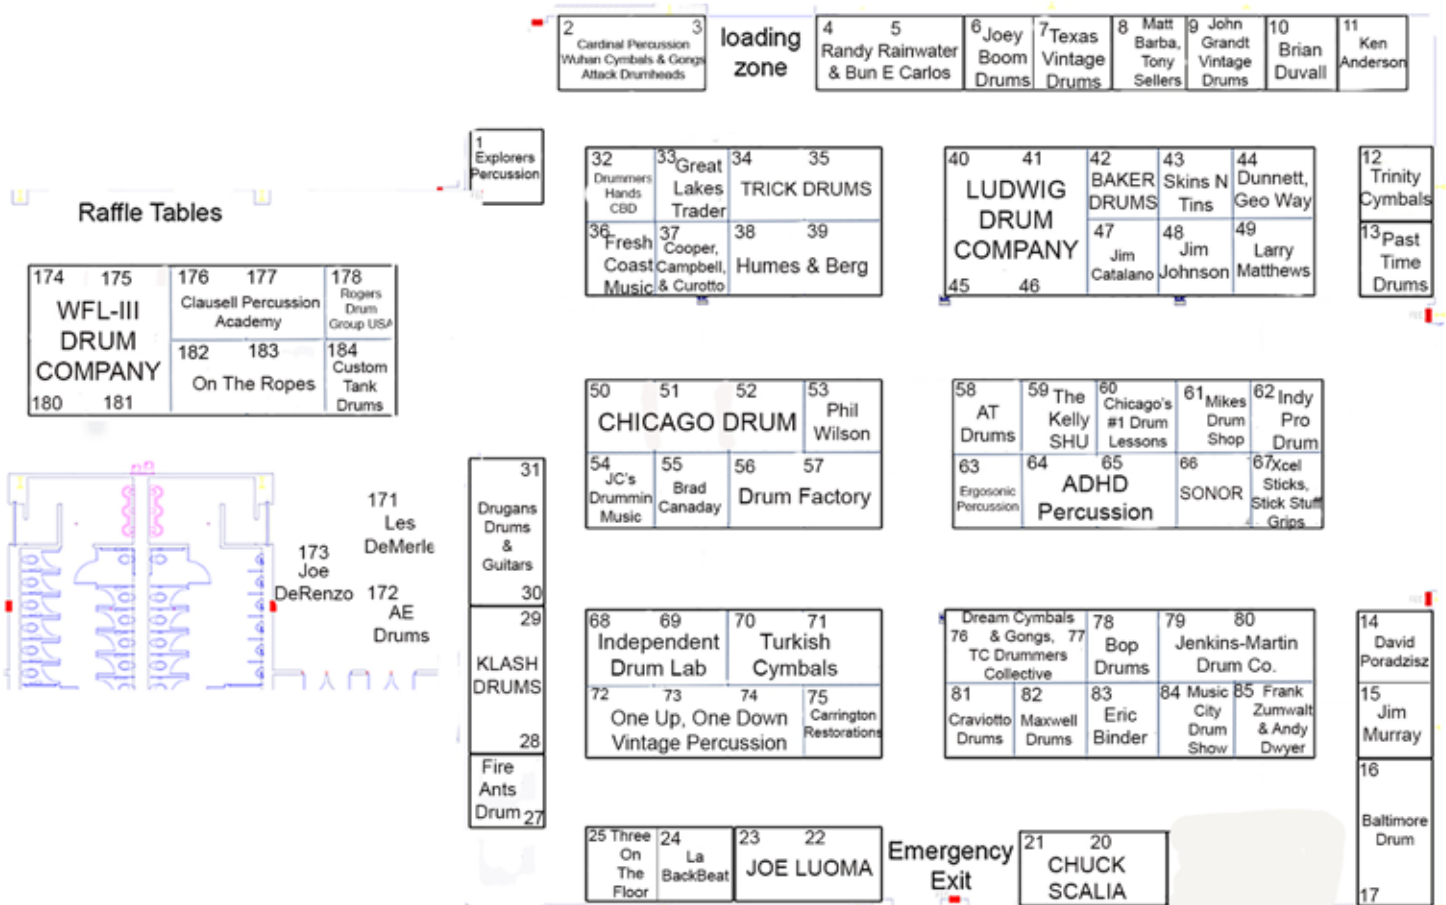 2 3
Cardinal Percussion
Wuhan Cymbals & Gongs
Attack Drumheads
loading
zone
4 5
Randy Rainwater
& Bun E Carlos
6 Joey
Boom
Drums
7 Texas
Vintage
Drums
8 Matt
Barba,
Tony
Sellers
9 John
Grandt
Vintage
Drums
10
Brian
Duvall
11
Ken
Anderson
1
Explorers
Percussion
32
Drummers
Hands
CBD
33 Great
Lakes
Trader
34 35
TRICK DRUMS
36 Fresh
Coast
Music
37
Cooper,
Campbell,
& Curotto
38 39
Humes & Berg
40 41
LUDWIG
DRUM
COMPANY
45 46
42
BAKER
DRUMS
43
Skins N
Tins
44
Dunnett,
Geo Way
47
Jim
Catalano
48
Jim
Johnson
49
Larry
Matthews
12
Trinity
Cymbals
13 Past
Time
Drums
Raffle Tables
174 175
WFL-III
DRUM
COMPANY
180 181
176 177
Clausell Percussion
Academy
178
Rogers
Drum
Group USA
182 183
On The Ropes
184
Custom
Tank
Drums
50 51 52
CHICAGO DRUM
53
Phil
Wilson
54
JC's
Drummin
Music
55
Brad
Canaday
56 57
Drum Factory
58
AT
Drums
59 The
Kelly
SHU
60
Chicago's
#1 Drum
Lessons
61 Mikes
Drum
Shop
62 Indy
Pro
Drum
63
Ergosonic
Percussion
64 65
ADHD
Percussion
66
SONOR
67 Xcel
Sticks,
Stick Stuff
Grips
171
Les
DeMerle
173
Joe
DeRenzo
172
AE
Drums
31
Drugans
Drums
&
Guitars
30
29
KLASH
DRUMS
28
Fire
Ants
Drum 27
68 69
Independent
Drum Lab
70 71
Turkish
Cymbals
72 73 74
One Up, One Down
Vintage Percussion
75
Carrington
Restorations
Dream Cymbals
76 & Gongs, 77
TC Drummers
Collective
78
Bop
Drums
79 80
Jenkins-Martin
Drum Co.
81
Craviotto
Drums
82
Maxwell
Drums
83
Eric
Binder
84 Music
City
Drum
Show
85 Frank
Zumwalt
& Andy
Dwyer
14
David
Poradzisz
15
Jim
Murray
16
Baltimore
Drum
17
25 Three
On
The
Floor
24
La
BackBeat
23 22
JOE LUOMA
Emergency
Exit
21 20
CHUCK
SCALIA